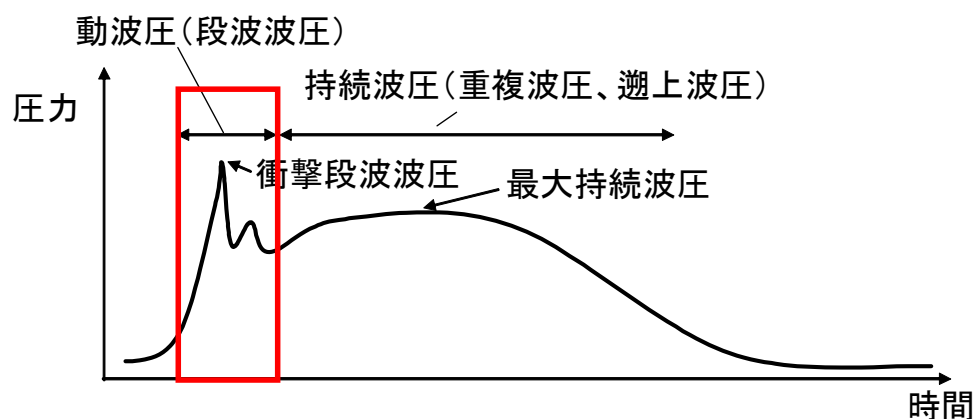 動波圧（段波波圧）
持続波圧（重複波圧、遡上波圧）
圧力
衝撃段波波圧
最大持続波圧
時間